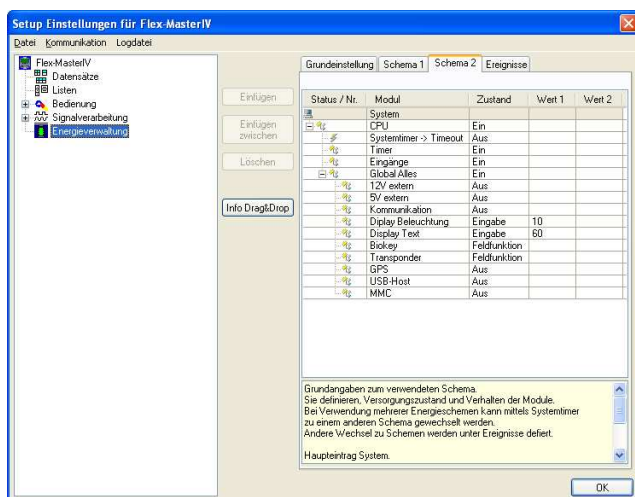 Setup Einstellungen für Flex-MasterIV
Datei Kommunikation Logdatei
Flex-MasterIV
Datensätze
Listen
Bedienung
Signalverarbeitung
Energieverwaltung
Einfügen
Einfügen
zwischen
Löschen
Info Drag&Drop
Grundeinstellung Schema 1 Schema 2 Ereignisse
Status / Nr. Modul Zustand Wert 1 Wert 2
System
CPU Ein
Systemtimer -> Timeout Aus
Timer Ein
Eingänge Ein
Global Alles Ein
12V extern Aus
5V extern Aus
Kommunikation Aus
Diplay Beleuchtung Eingabe 10
Display Text Eingabe 60
Biokey Feldfunktion
Transponder Feldfunktion
GPS Aus
USB-Host Aus
MMC Aus
Grundangaben zum verwendeten Schema.
Sie definieren, Versorgungszustand und Verhalten der Module.
Bei Verwendung mehrerer Energieschemen kann mittels Systemtimer
zu einem anderen Schema gewechselt werden.
Andere Wechsel zu Schemen werden unter Ereignisse defiert.
Haupteintrag System.
OK